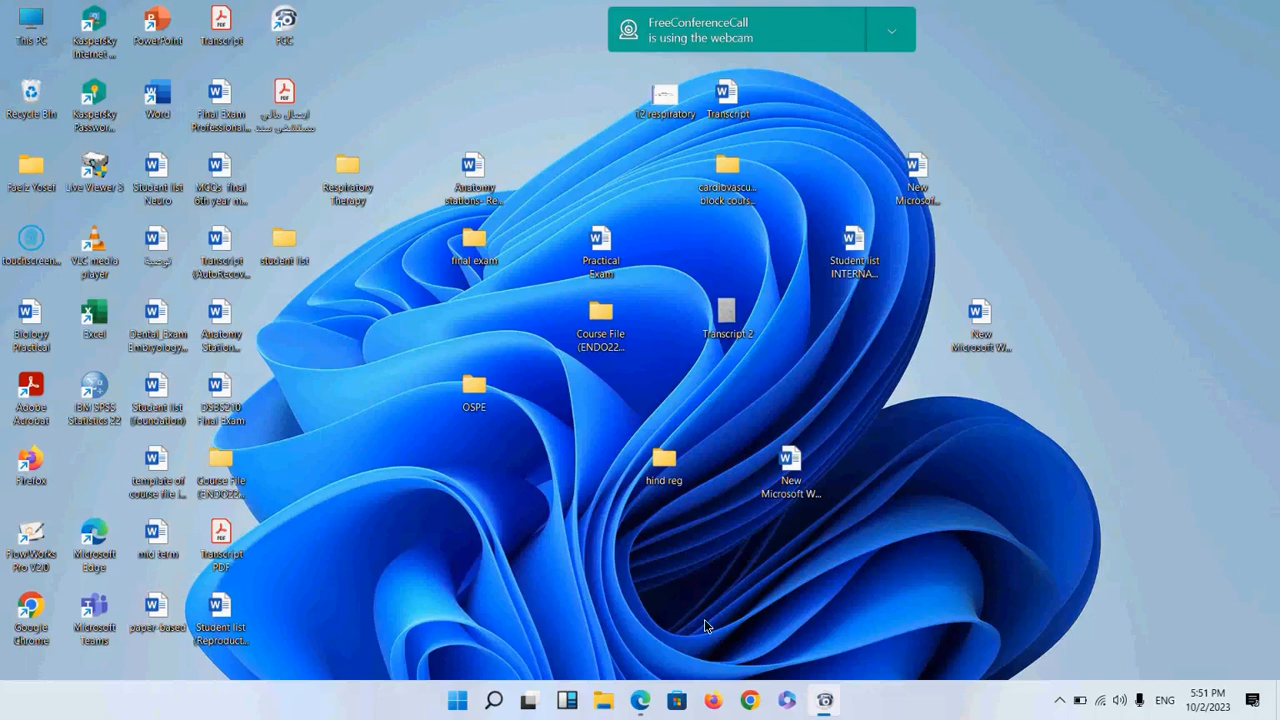 FreeConferenceCall
is using the webcam
This PC
Kaspersky
Internet ...
PowerPoint
Transcript
FCC
Recycle Bin
Kaspersky
Passwor...
Word
Final Exam
Professional...
12 respiratory
Transcript
Faeiz Yosef
Live Viewer 3
Student list
Neuro
MCQs final
6th year m...
Respiratory
Therapy
Anatomy
stations- Re...
cardiovascu...
block cours...
New
Microsof...
touchscreen...
VLC media
player
توصية
Transcript
(AutoRecov...
student list
final exam
Practical
Exam
Student list
INTERNA...
Biology
Practical
Excel
Dental_Exam
Embryology...
Anatomy
Station...
Course File
(ENDO22...
Transcript 2
New
Microsoft W...
Adobe
Acrobat
IBM SPSS
Statistics 22
Student list
(foundation)
DSBS210
Final Exam
OSPE
Firefox
template of
course file i...
Course File
(ENDO22...
hind reg
New
Microsoft W...
FlowWorks
Pro V2.0
Microsoft
Edge
mid term
Transcript
PDF
Google
Chrome
Microsoft
Teams
paper-based
Student list
(Reproduct...
ENG
5:51 PM
10/2/2023